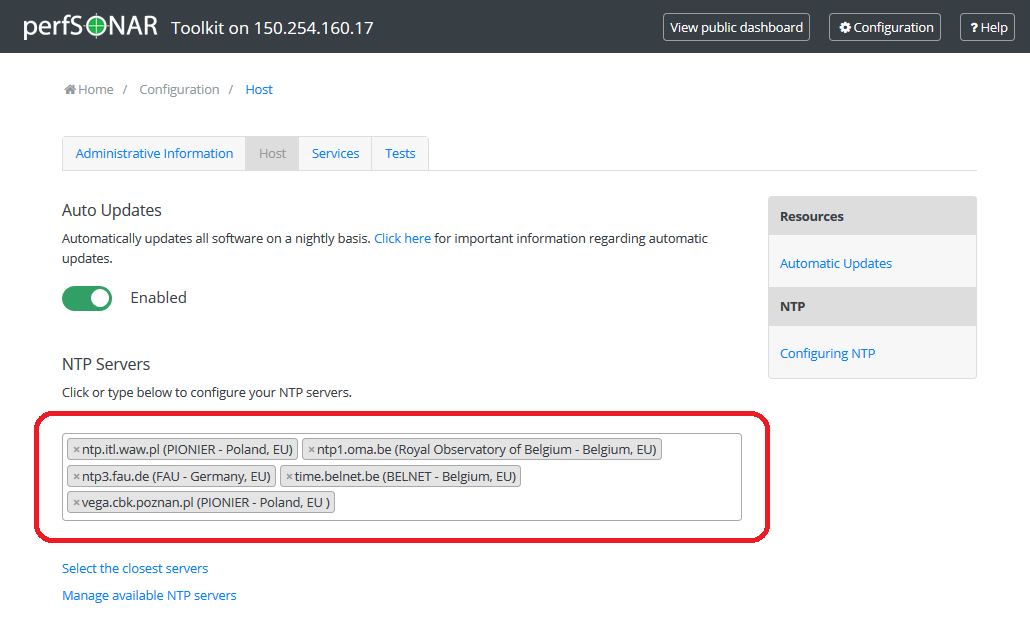 perfSONAR Toolkit on 150.254.160.17 View public dashboard Configuration ? Help
Home / Configuration / Host
Administrative Information Host Services Tests
Auto Updates
Automatically updates all software on a nightly basis. Click here for important information regarding automatic
updates.
Enabled
NTP Servers
Click or type below to configure your NTP servers.
×ntp.itl.waw.pl (PIONIER - Poland, EU) ×ntp1.oma.be (Royal Observatory of Belgium - Belgium, EU)
×ntp3.fau.de (FAU - Germany, EU) ×time.belnet.be (BELNET - Belgium, EU)
×vega.cbk.poznan.pl (PIONIER - Poland, EU )
Select the closest servers
Manage available NTP servers
Resources
Automatic Updates
NTP
Configuring NTP